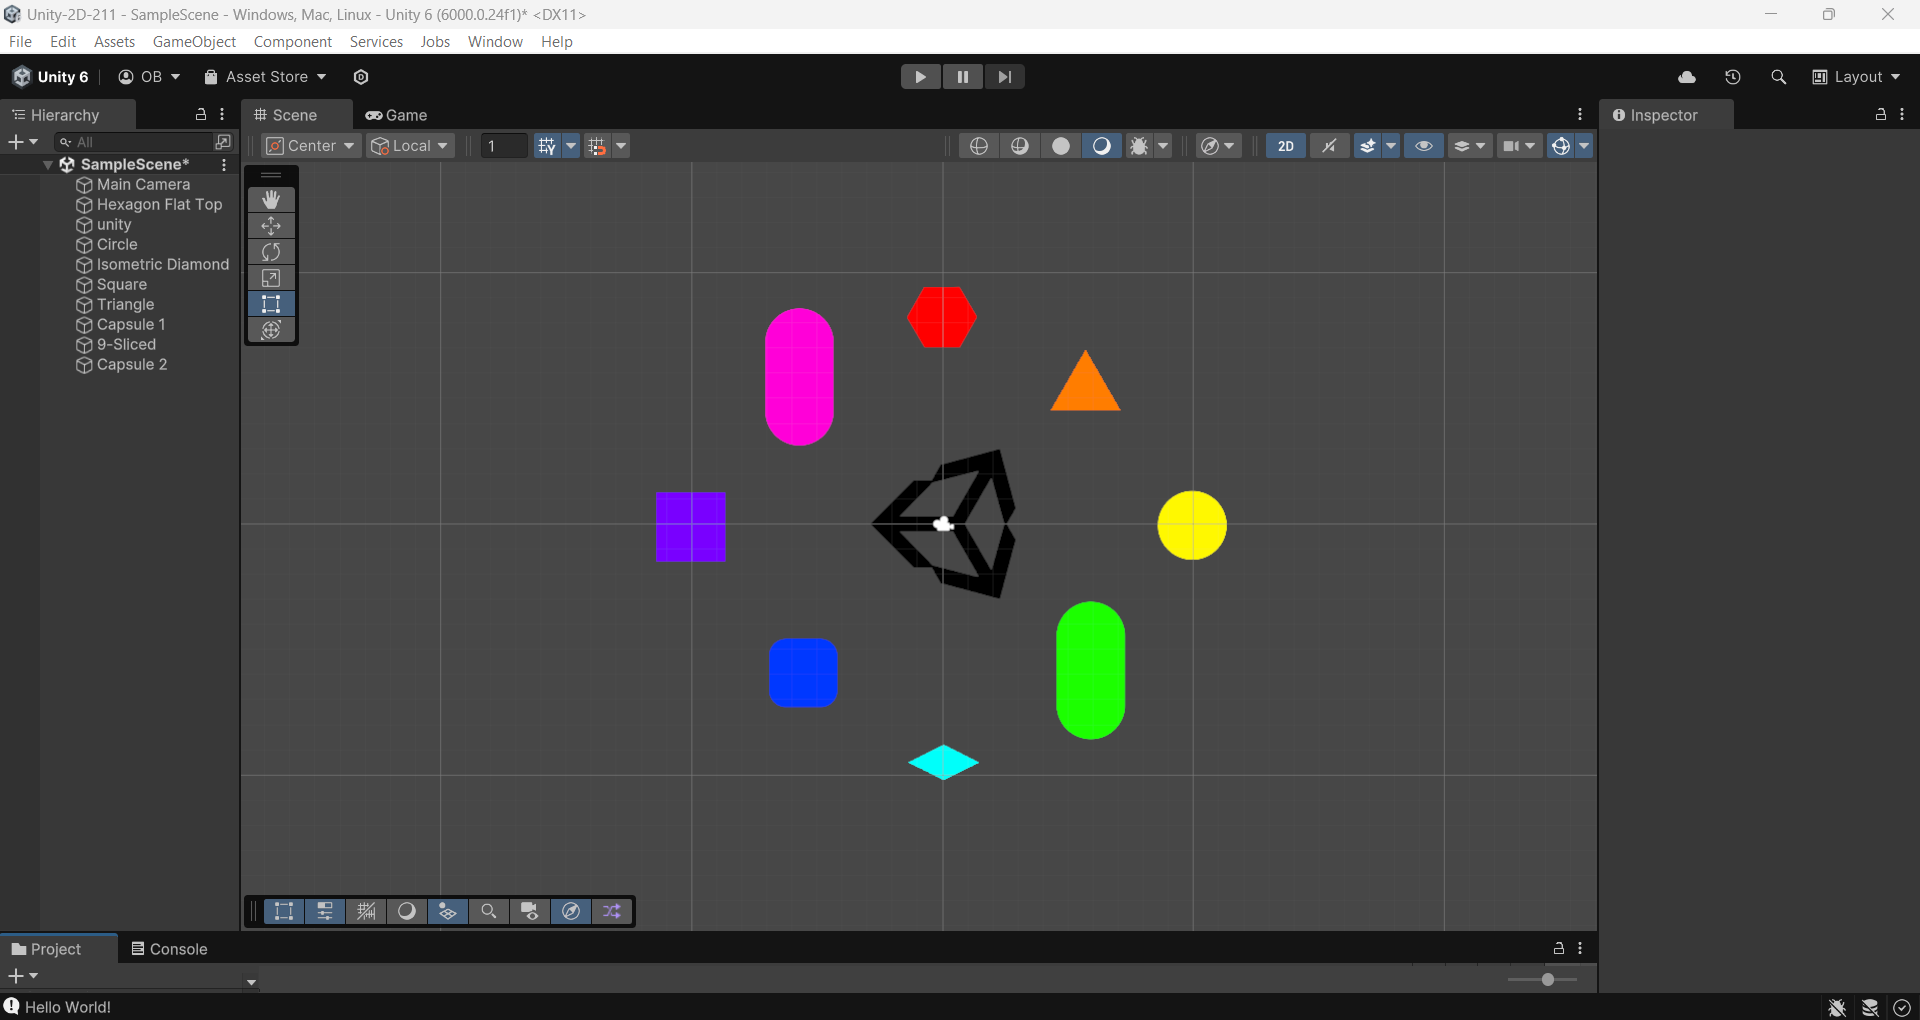 Unity-2D-211 - SampleScene - Windows, Mac, Linux - Unity 6 (6000.0.24f1)* <DX11>
File Edit Assets GameObject Component Services Jobs Window Help
Unity 6 OB Asset Store Layout
Hierarchy Scene Game Inspector
All Center Local 1 2D
SampleScene*
Main Camera
Hexagon Flat Top
unity
Circle
Isometric Diamond
Square
Triangle
Capsule 1
9-Sliced
Capsule 2
Project Console
Hello World!